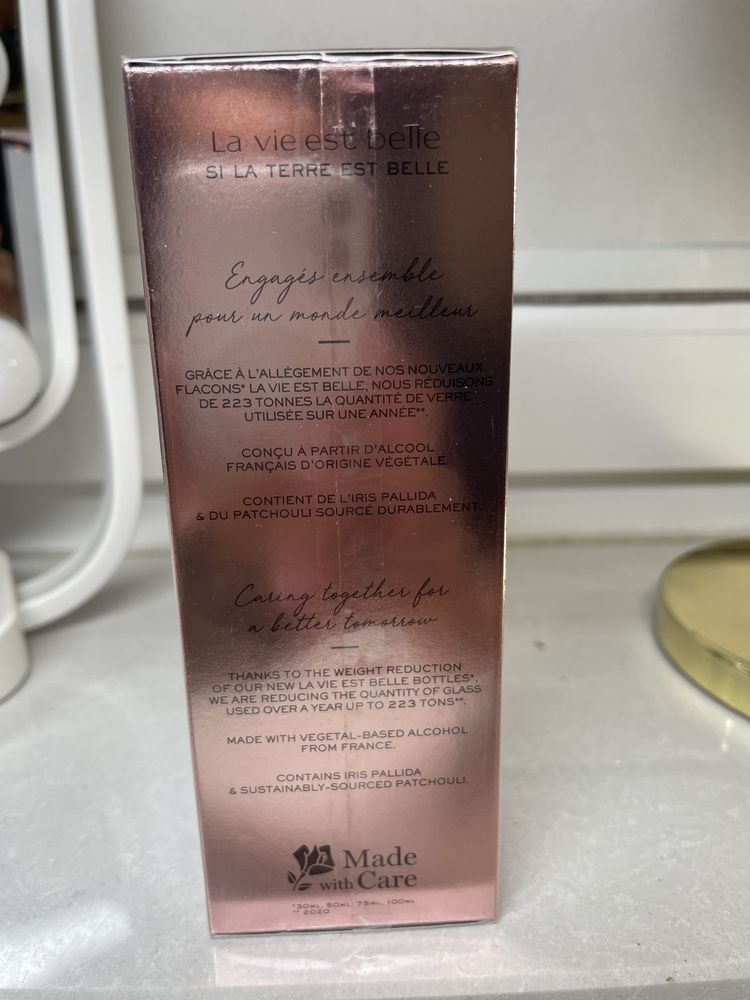 La vie est belle
SI LA TERRE EST BELLE
Engagés ensemble
pour un monde meilleur
GRÂCE À L'ALLÈGEMENT DE NOS NOUVEAUX
FLACONS* LA VIE EST BELLE, NOUS RÉDUISONS
DE 223 TONNES LA QUANTITÉ DE VERRE
UTILISÉE SUR UNE ANNÉE**.
CONÇU À PARTIR D'ALCOOL
FRANÇAIS D'ORIGINE VÉGÉTALE.
CONTIENT DE L'IRIS PALLIDA
& DU PATCHOULI SOURCÉ DURABLEMENT.
Caring together for
a better tomorrow
THANKS TO THE WEIGHT REDUCTION
OF OUR NEW LA VIE EST BELLE BOTTLES*,
WE ARE REDUCING THE QUANTITY OF GLASS
USED OVER A YEAR UP TO 223 TONS**.
MADE WITH VEGETAL-BASED ALCOHOL
FROM FRANCE.
CONTAINS IRIS PALLIDA
& SUSTAINABLY-SOURCED PATCHOULI.
Made
with Care
*30ML, 50ML, 75ML, 100ML
** 2020